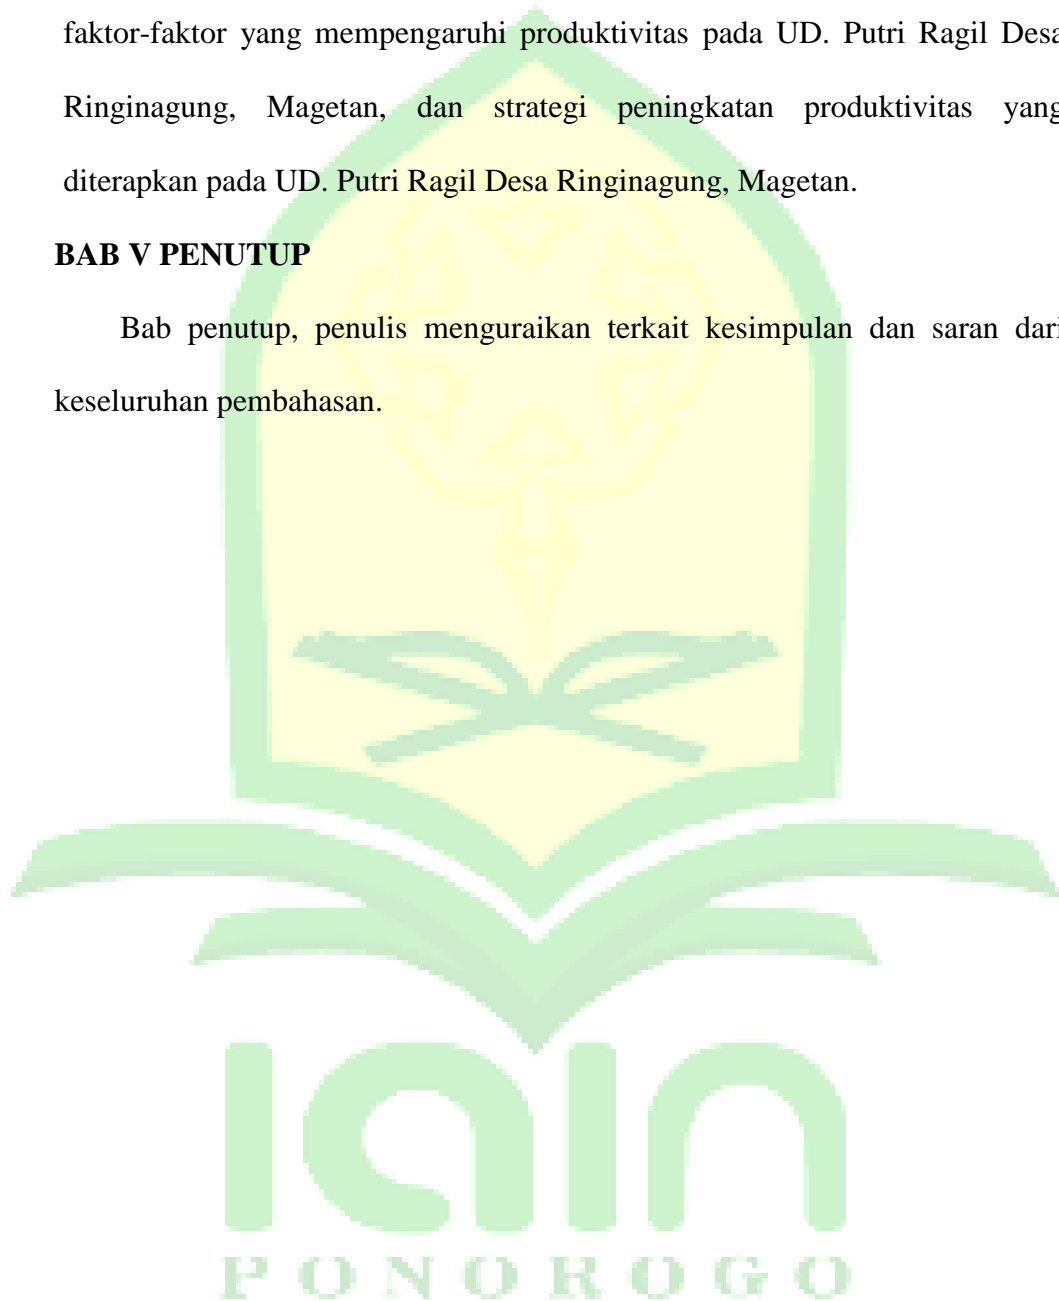 faktor-faktor yang mempengaruhi produktivitas pada UD. Putri Ragil Desa
Ringinagung, Magetan, dan strategi peningkatan produktivitas yang
diterapkan pada UD. Putri Ragil Desa Ringinagung, Magetan.
BAB V PENUTUP
Bab penutup, penulis menguraikan terkait kesimpulan dan saran dari
keseluruhan pembahasan.
iain
PONOROGO